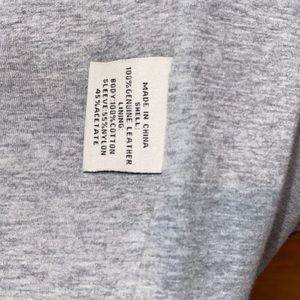 MADE IN CHINA
SHELL:
100%GENUINE LEATHER
LINING:
BODY:100%COTTON
SLEEVE:55%NYLON
45%ACETATE